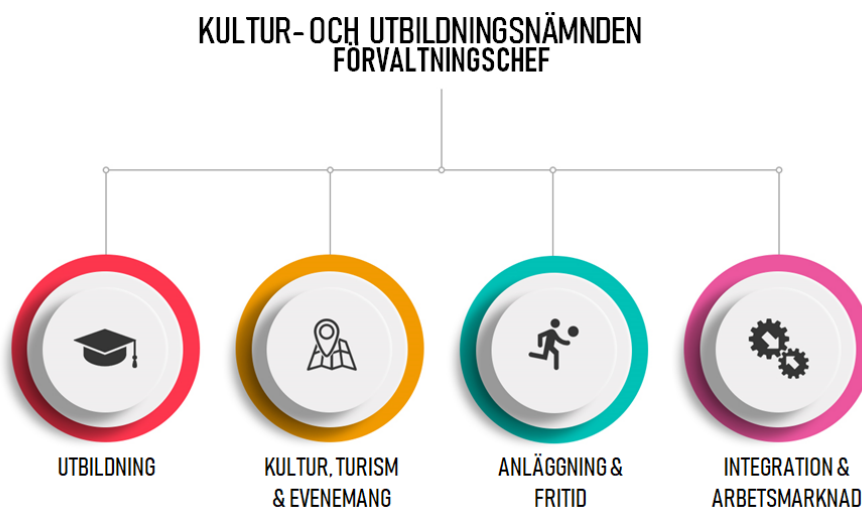 KULTUR- OCH UTBILDNINGSNÄMNDEN
FÖRVALTNINGSCHEF
UTBILDNING
KULTUR, TURISM
& EVENEMANG
ANLÄGGNING &
FRITID
INTEGRATION &
ARBETSMARKNAD